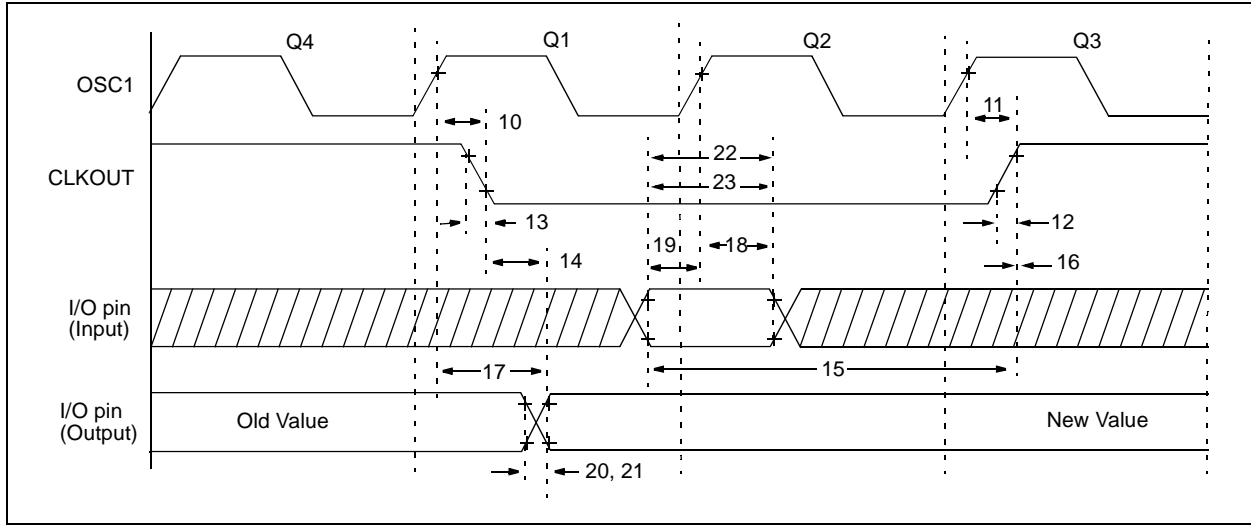 Q4 Q1 Q2 Q3
OSC1
10
11
22
CLKOUT
23
13
12
19
18
14
16
I/O pin
(Input)
17
15
I/O pin
(Output)
Old Value
New Value
20, 21